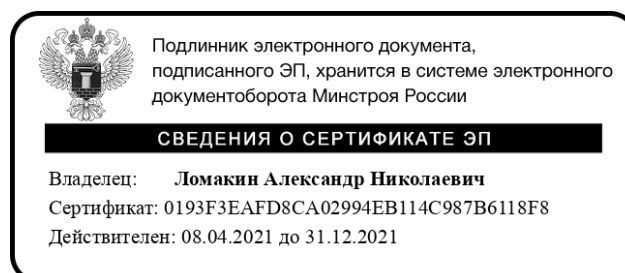 Подлинник электронного документа,
подписанного ЭП, хранится в системе электронного
документоборота Минстроя России
СВЕДЕНИЯ О СЕРТИФИКАТЕ ЭП
Владелец: Ломакин Александр Николаевич
Сертификат: 0193F3EAFD8CA02994EB114C987B6118F8
Действителен: 08.04.2021 до 31.12.2021